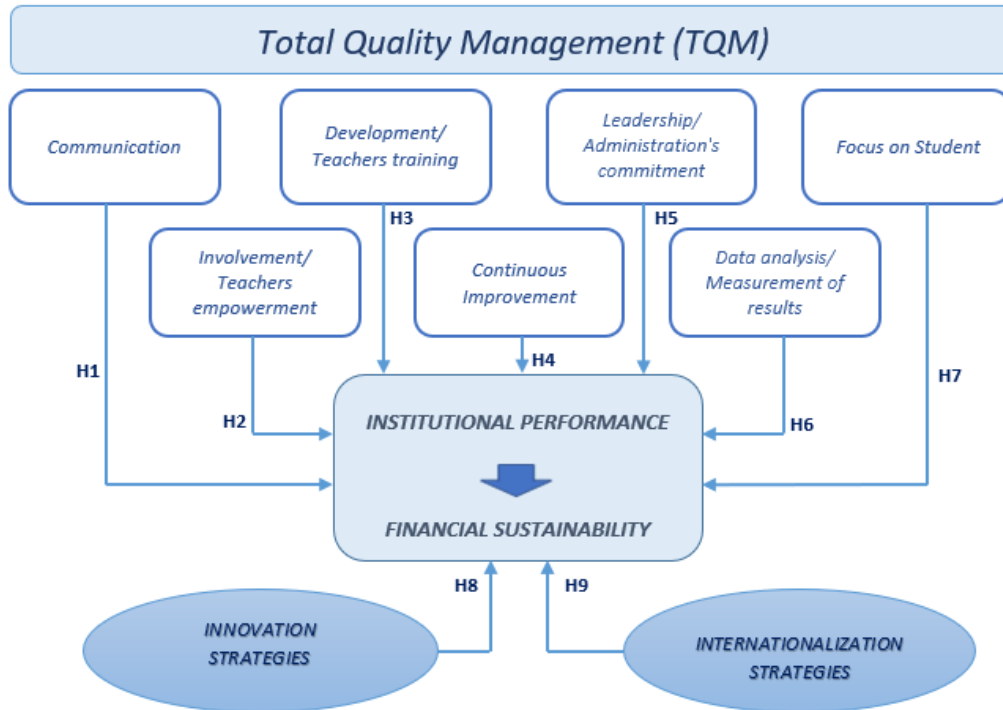 Total Quality Management (TQM)
Communication
Development/
Teachers training
Leadership/
Administration's
commitment
Focus on Student
H3
H5
Involvement/
Teachers
empowerment
Continuous
Improvement
Data analysis/
Measurement of
results
H1
H4
H7
H2
INSTITUTIONAL PERFORMANCE
H6
FINANCIAL SUSTAINABILITY
H8
H9
INNOVATION
STRATEGIES
INTERNATIONALIZATION
STRATEGIES